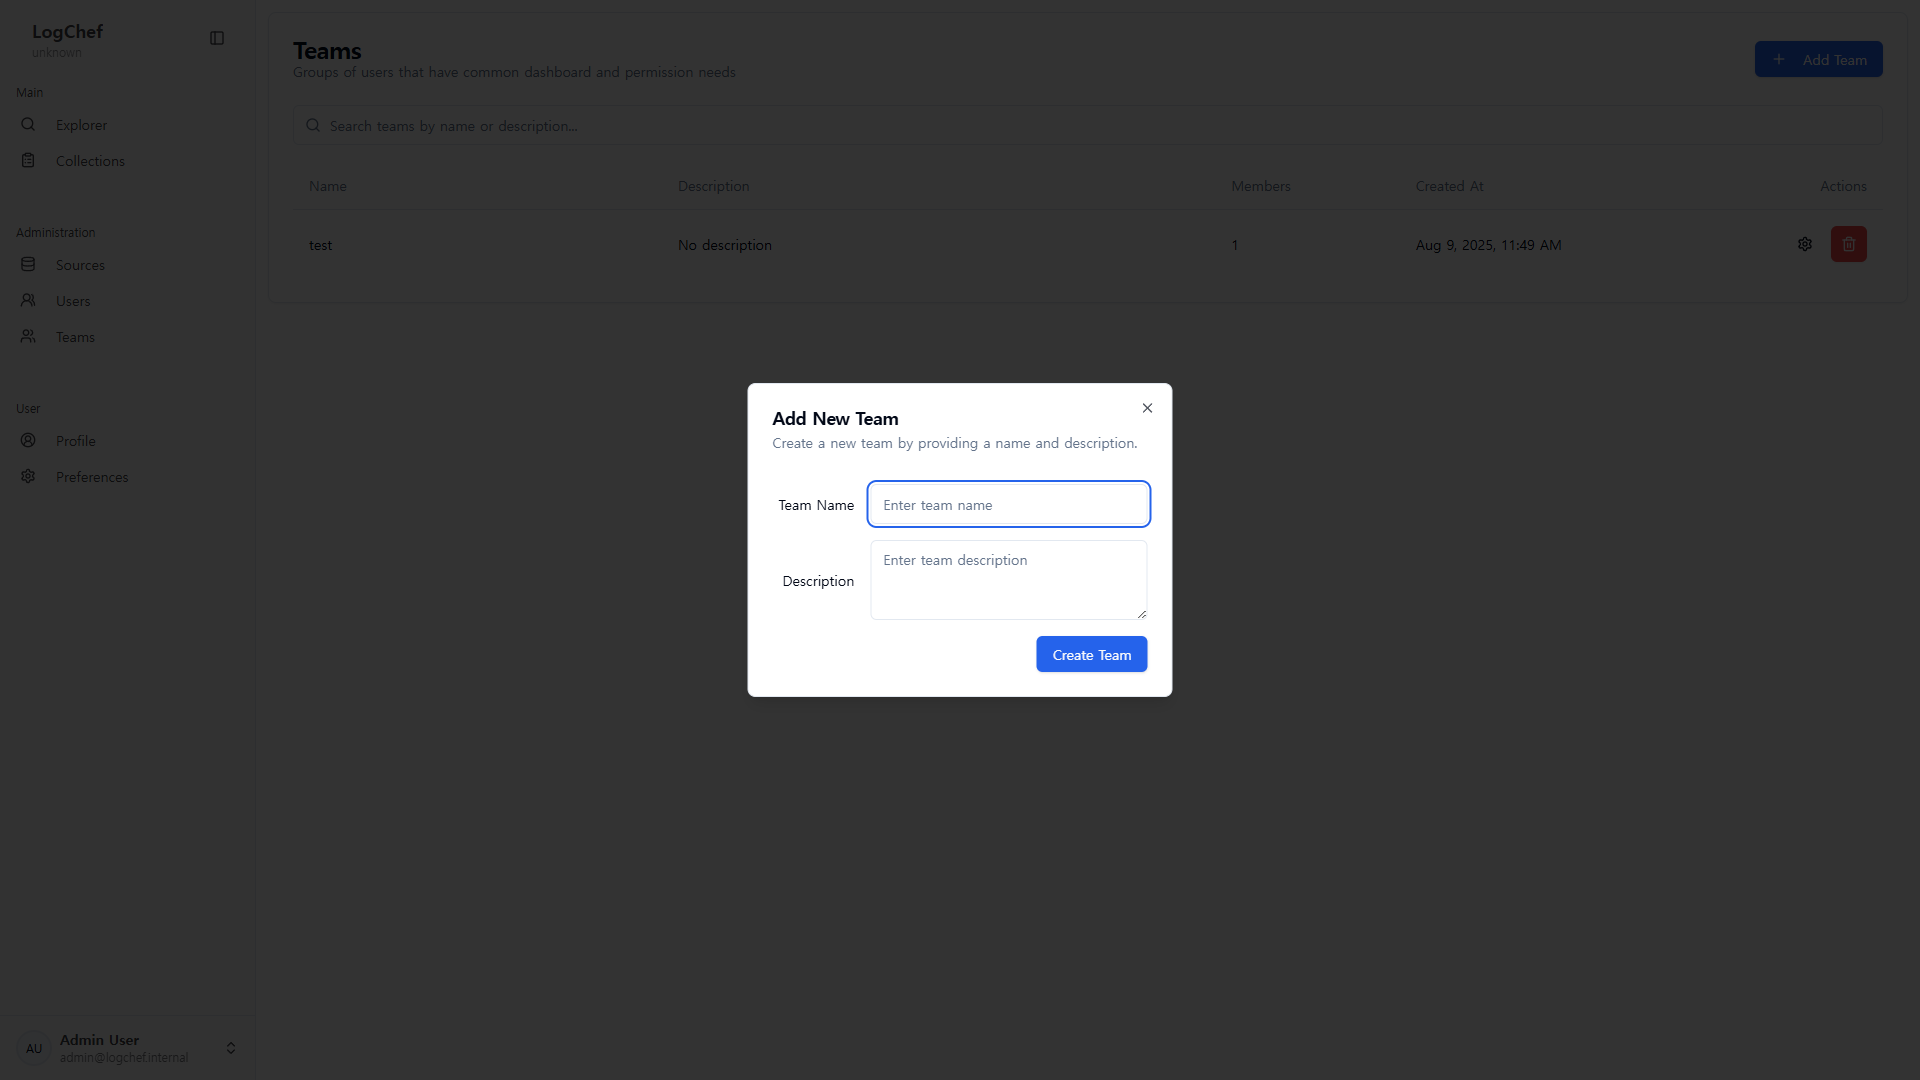 LogChef
unknown
Main
Explorer
Collections
Administration
Sources
Users
Teams
User
Profile
Preferences
AU
Admin User
admin@logchef.internal
Teams
Groups of users that have common dashboard and permission needs
Add Team
Search teams by name or description...
Name Description Members Created At Actions
test No description 1 Aug 9, 2025, 11:49 AM
Add New Team
Create a new team by providing a name and description.
Team Name Enter team name
Description Enter team description
Create Team